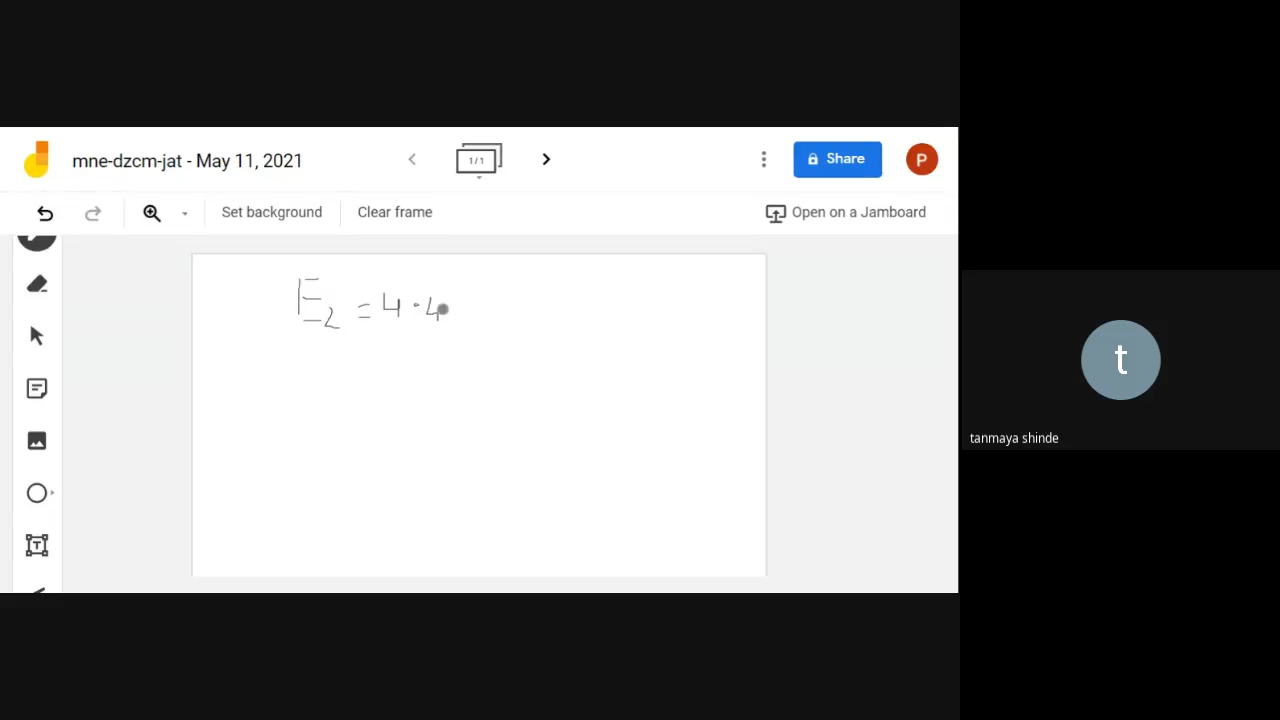 mne-dzcm-jat - May 11, 2021
1/1
Share
P
Set background
Clear frame
Open on a Jamboard
E2 = 4.4
T
t
tanmaya shinde